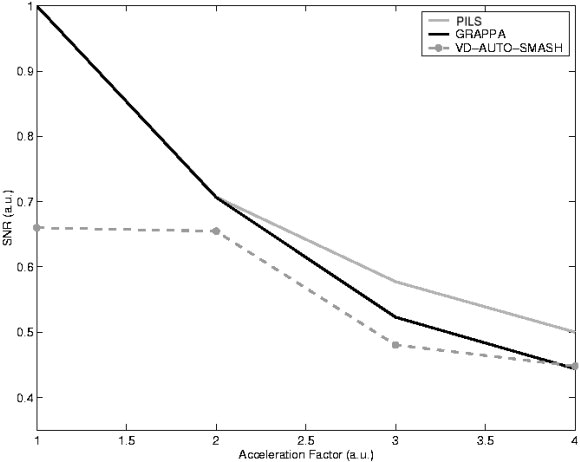 1
PILS
GRAPPA
VD-AUTO-SMASH
0.9
0.8
0.7
0.6
0.5
0.4
SNR (a.u.)
1 1.5 2 2.5 3 3.5 4
Acceleration Factor (a.u.)